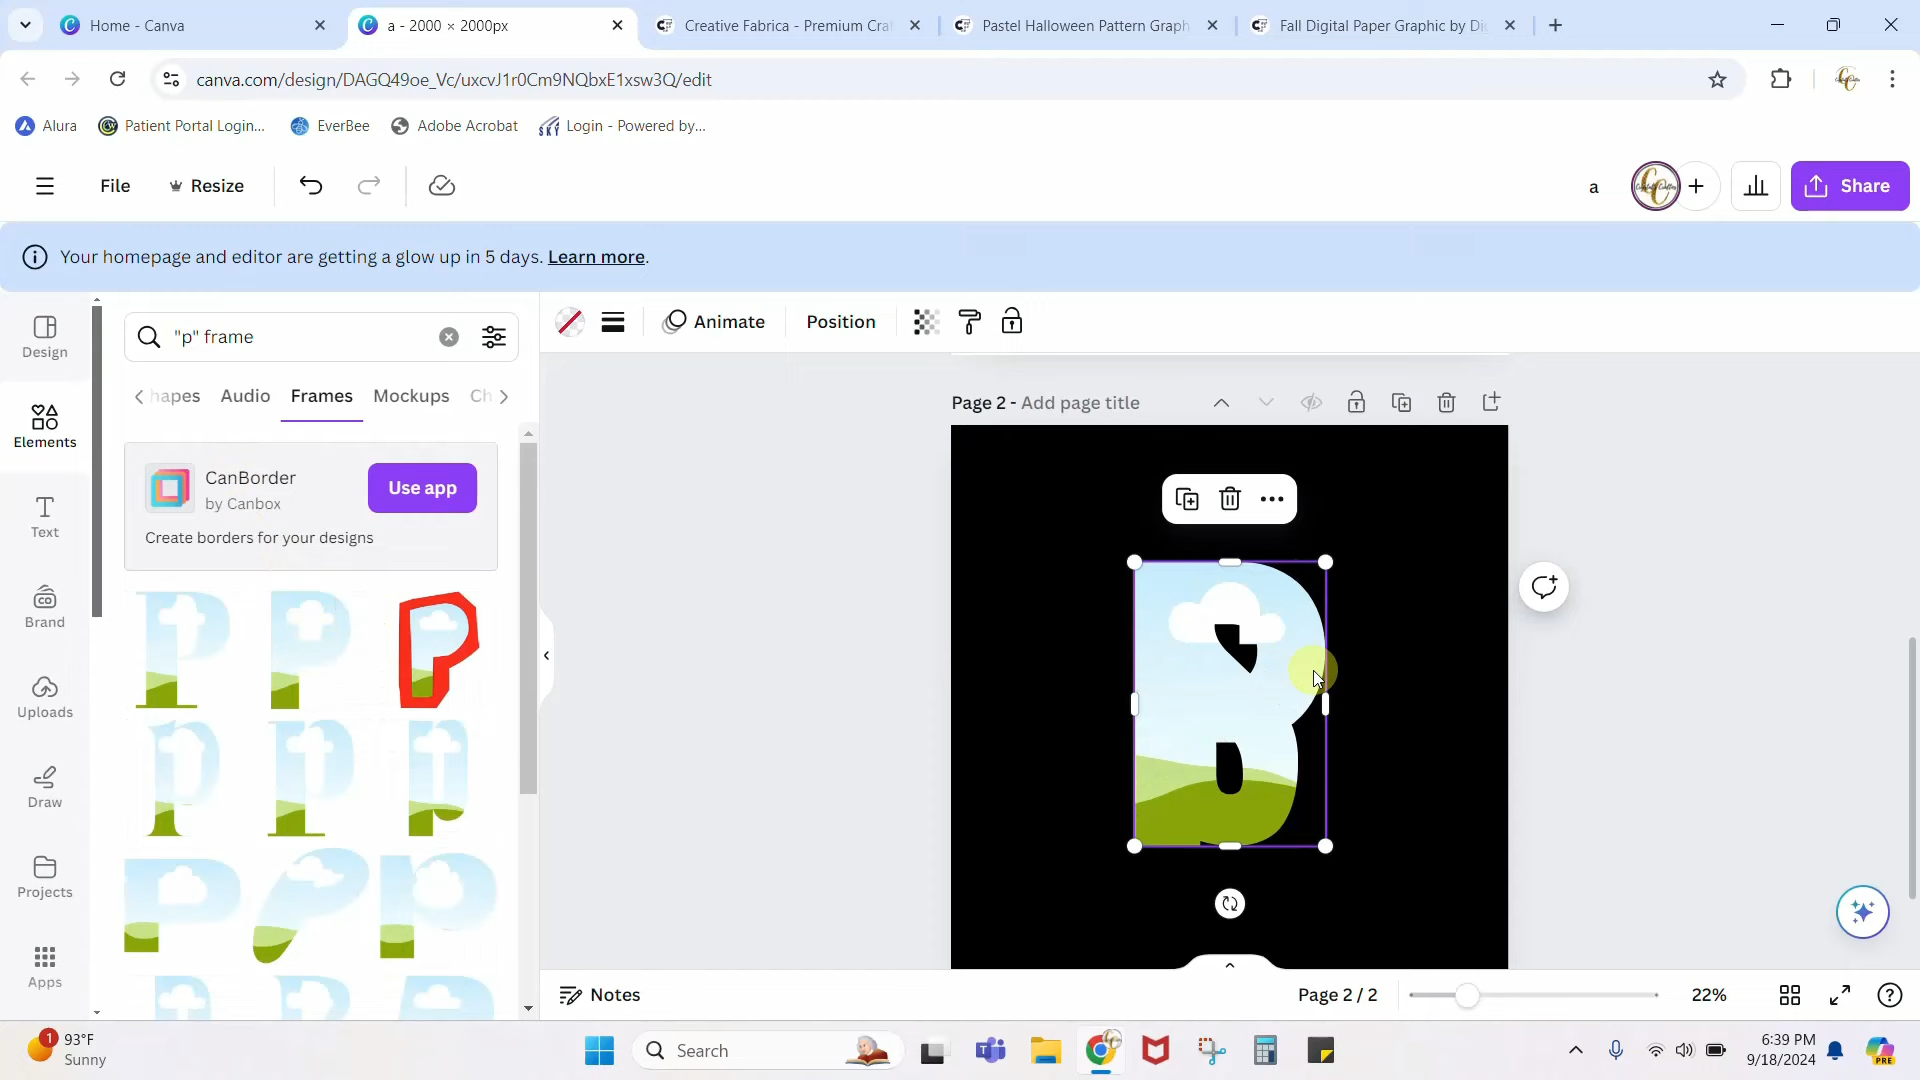 Home - Canva
a - 2000 × 2000px
Creative Fabrica - Premium Cra
Pastel Halloween Pattern Graph
Fall Digital Paper Graphic by Di
canva.com/design/DAGQ49oe_Vc/uxcvJ1r0Cm9NQbxE1xsw3Q/edit
Alura
Patient Portal Login...
EverBee
Adobe Acrobat
Login - Powered by...
File
Resize
a
Share
Your homepage and editor are getting a glow up in 5 days. Learn more.
Design
Elements
Text
Brand
Uploads
Draw
Projects
Apps
"p" frame
hapes
Audio
Frames
Mockups
Ch
CanBorder
by Canbox
Use app
Create borders for your designs
Animate
Position
Page 2 - Add page title
Notes
Page 2 / 2
22%
1
93°F
Sunny
Search
6:39 PM
9/18/2024
PRE